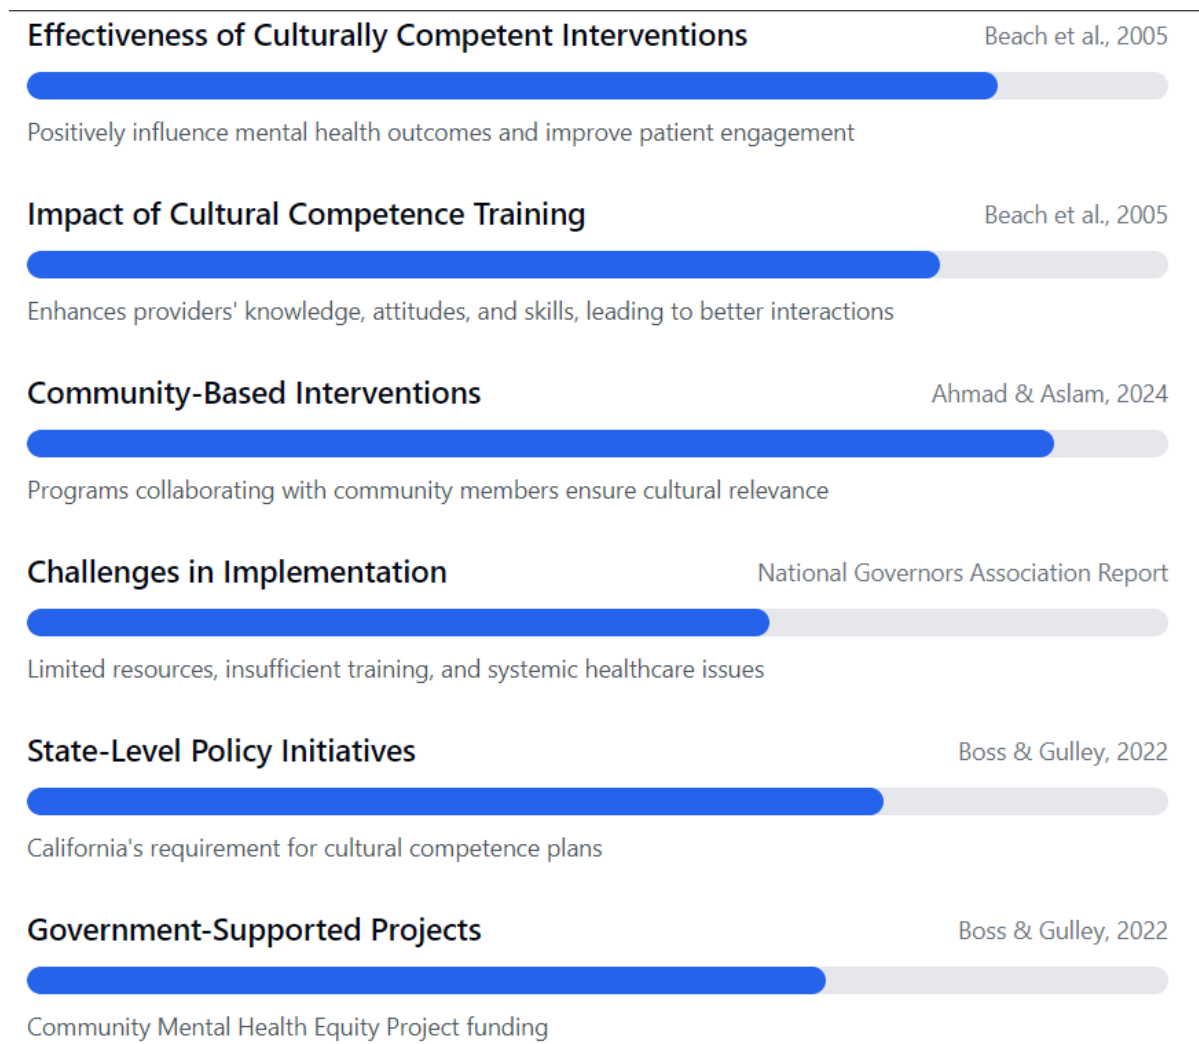 Effectiveness of Culturally Competent Interventions Beach et al., 2005
Positively influence mental health outcomes and improve patient engagement
Impact of Cultural Competence Training Beach et al., 2005
Enhances providers' knowledge, attitudes, and skills, leading to better interactions
Community-Based Interventions Ahmad & Aslam, 2024
Programs collaborating with community members ensure cultural relevance
Challenges in Implementation National Governors Association Report
Limited resources, insufficient training, and systemic healthcare issues
State-Level Policy Initiatives Boss & Gulley, 2022
California's requirement for cultural competence plans
Government-Supported Projects Boss & Gulley, 2022
Community Mental Health Equity Project funding